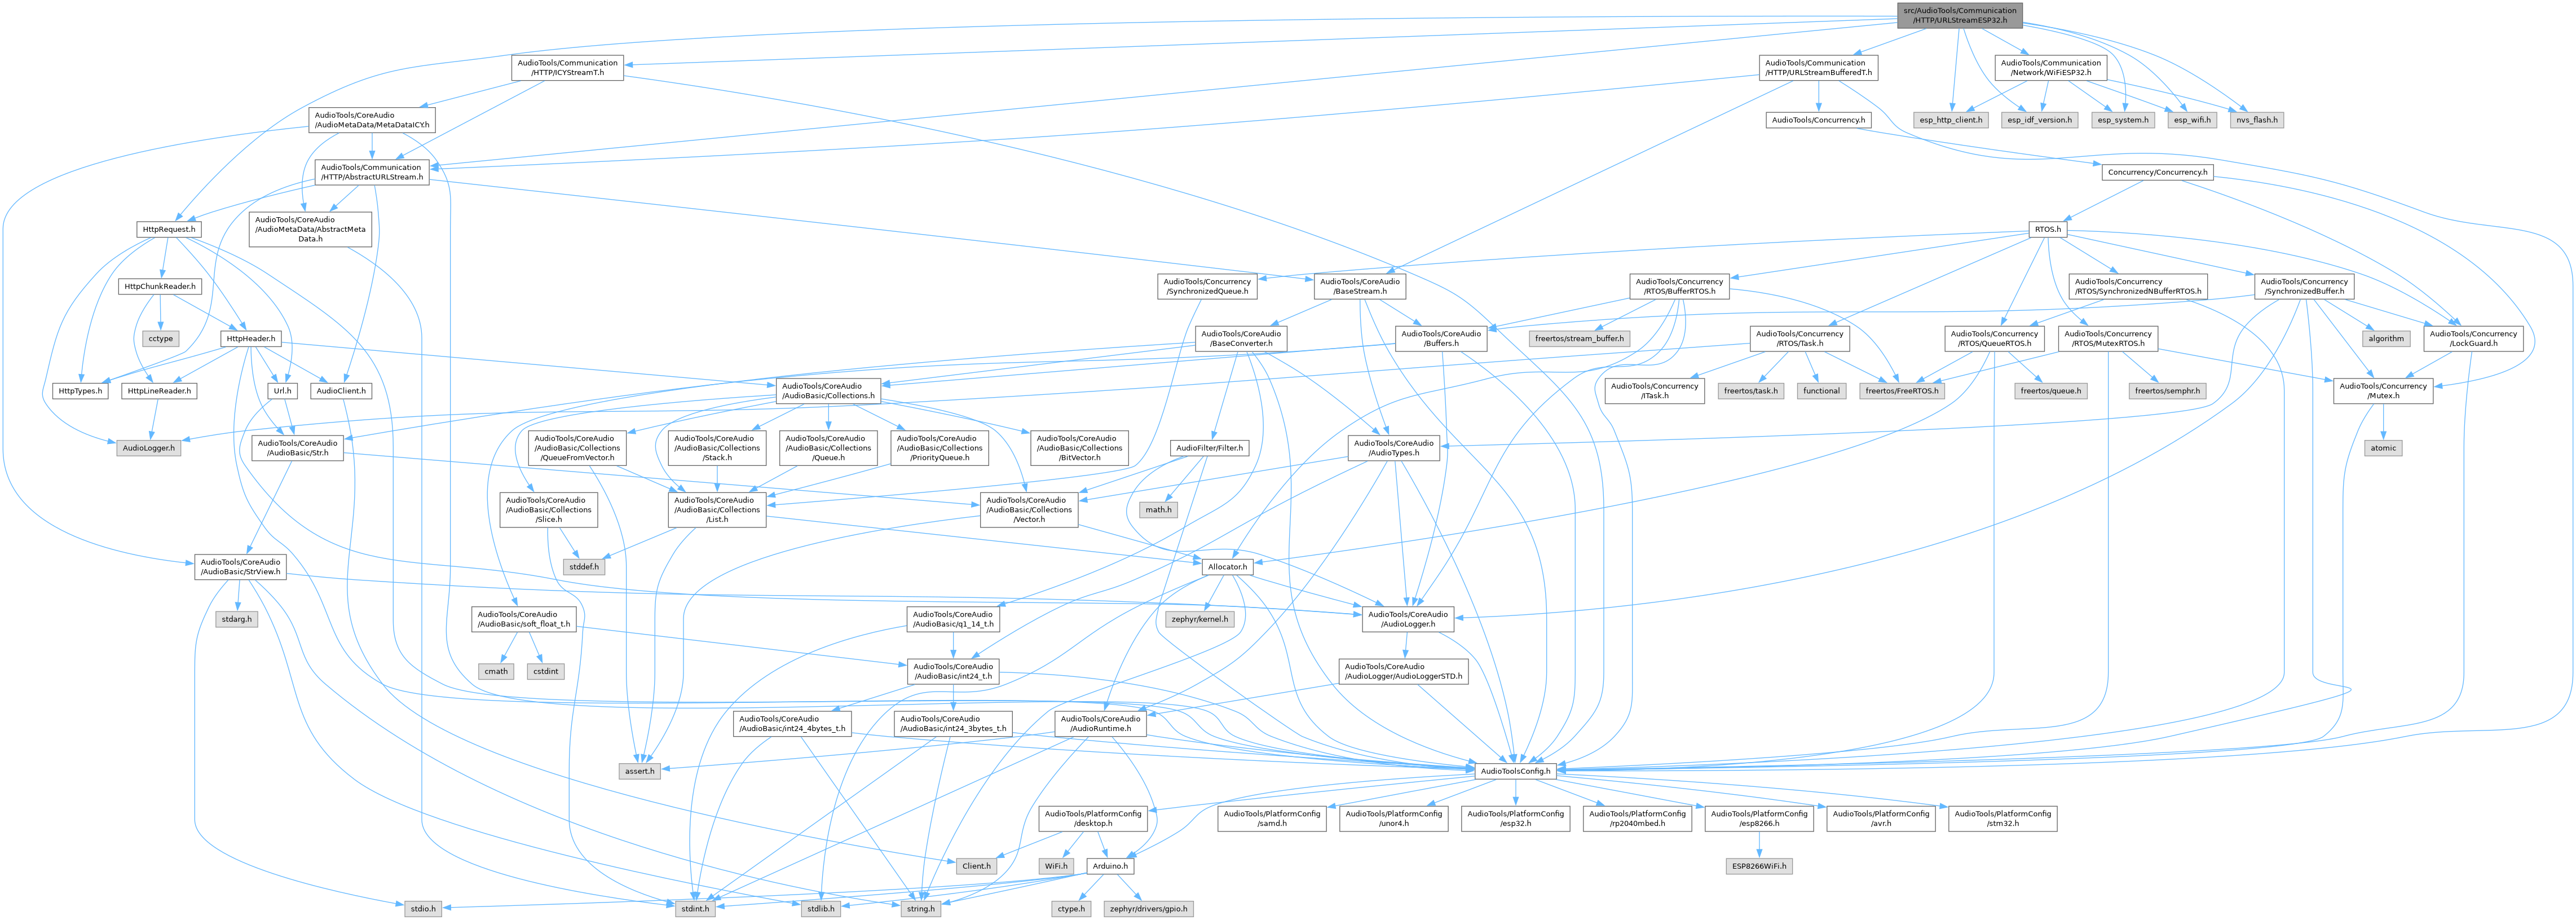 src/AudioTools/Communication
/HTTP/URLStreamESP32.h
AudioTools/Communication
/HTTP/ICYStreamT.h
AudioTools/Communication
/HTTP/URLStreamBufferedT.h
AudioTools/Communication
/Network/WiFiESP32.h
AudioTools/CoreAudio
/AudioMetaData/MetaDataICY.h
AudioTools/Concurrency.h
esp_http_client.h
esp_idf_version.h
esp_system.h
esp_wifi.h
nvs_flash.h
AudioTools/Communication
/HTTP/AbstractURLStream.h
Concurrency/Concurrency.h
HttpRequest.h
AudioTools/CoreAudio
/AudioMetaData/AbstractMeta
Data.h
RTOS.h
HttpChunkReader.h
AudioTools/Concurrency
/SynchronizedQueue.h
AudioTools/CoreAudio
/BaseStream.h
AudioTools/Concurrency
/RTOS/BufferRTOS.h
AudioTools/Concurrency
/RTOS/SynchronizedNBufferRTOS.h
AudioTools/Concurrency
/SynchronizedBuffer.h
cctype
HttpHeader.h
AudioTools/CoreAudio
/BaseConverter.h
AudioTools/CoreAudio
/Buffers.h
freertos/stream_buffer.h
AudioTools/Concurrency
/RTOS/Task.h
AudioTools/Concurrency
/RTOS/QueueRTOS.h
AudioTools/Concurrency
/RTOS/MutexRTOS.h
algorithm
AudioTools/Concurrency
/LockGuard.h
HttpTypes.h
HttpLineReader.h
Url.h
AudioClient.h
AudioTools/CoreAudio
/AudioBasic/Collections.h
AudioTools/Concurrency
/ITask.h
freertos/task.h
functional
freertos/FreeRTOS.h
freertos/queue.h
freertos/semphr.h
AudioTools/Concurrency
/Mutex.h
AudioLogger.h
AudioTools/CoreAudio
/AudioBasic/Str.h
AudioTools/CoreAudio
/AudioBasic/Collections
/QueueFromVector.h
AudioTools/CoreAudio
/AudioBasic/Collections
/Stack.h
AudioTools/CoreAudio
/AudioBasic/Collections
/Queue.h
AudioTools/CoreAudio
/AudioBasic/Collections
/PriorityQueue.h
AudioTools/CoreAudio
/AudioBasic/Collections
/BitVector.h
AudioFilter/Filter.h
AudioTools/CoreAudio
/AudioTypes.h
atomic
AudioTools/CoreAudio
/AudioBasic/Collections
/Slice.h
AudioTools/CoreAudio
/AudioBasic/Collections
/List.h
AudioTools/CoreAudio
/AudioBasic/Collections
/Vector.h
math.h
AudioTools/CoreAudio
/AudioBasic/StrView.h
stddef.h
Allocator.h
stdarg.h
AudioTools/CoreAudio
/AudioBasic/soft_float_t.h
AudioTools/CoreAudio
/AudioBasic/q1_14_t.h
zephyr/kernel.h
AudioTools/CoreAudio
/AudioLogger.h
cmath
cstdint
AudioTools/CoreAudio
/AudioBasic/int24_t.h
AudioTools/CoreAudio
/AudioLogger/AudioLoggerSTD.h
AudioTools/CoreAudio
/AudioBasic/int24_4bytes_t.h
AudioTools/CoreAudio
/AudioBasic/int24_3bytes_t.h
AudioTools/CoreAudio
/AudioRuntime.h
assert.h
AudioToolsConfig.h
AudioTools/PlatformConfig
/desktop.h
AudioTools/PlatformConfig
/samd.h
AudioTools/PlatformConfig
/unor4.h
AudioTools/PlatformConfig
/esp32.h
AudioTools/PlatformConfig
/rp2040mbed.h
AudioTools/PlatformConfig
/esp8266.h
AudioTools/PlatformConfig
/avr.h
AudioTools/PlatformConfig
/stm32.h
Client.h
WiFi.h
Arduino.h
ESP8266WiFi.h
stdio.h
stdint.h
stdlib.h
string.h
ctype.h
zephyr/drivers/gpio.h